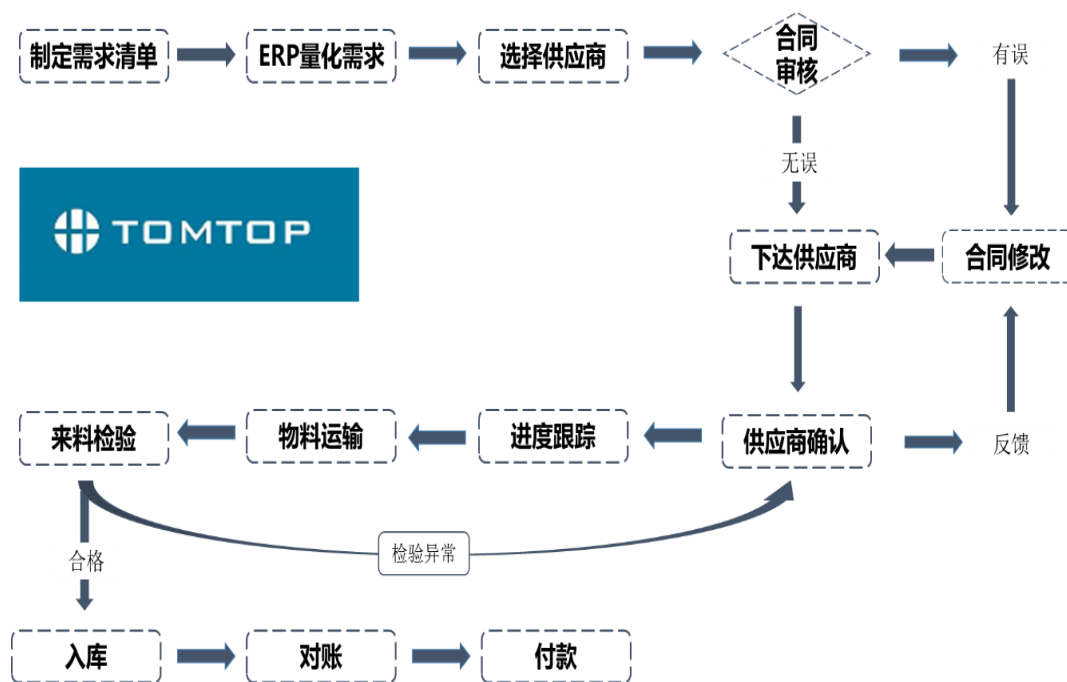 制定需求清单
ERP量化需求
选择供应商
合同
审核
有误
无误
TOMTOP
下达供应商
合同修改
来料检验
物料运输
进度跟踪
供应商确认
反馈
检验异常
合格
入库
对账
付款